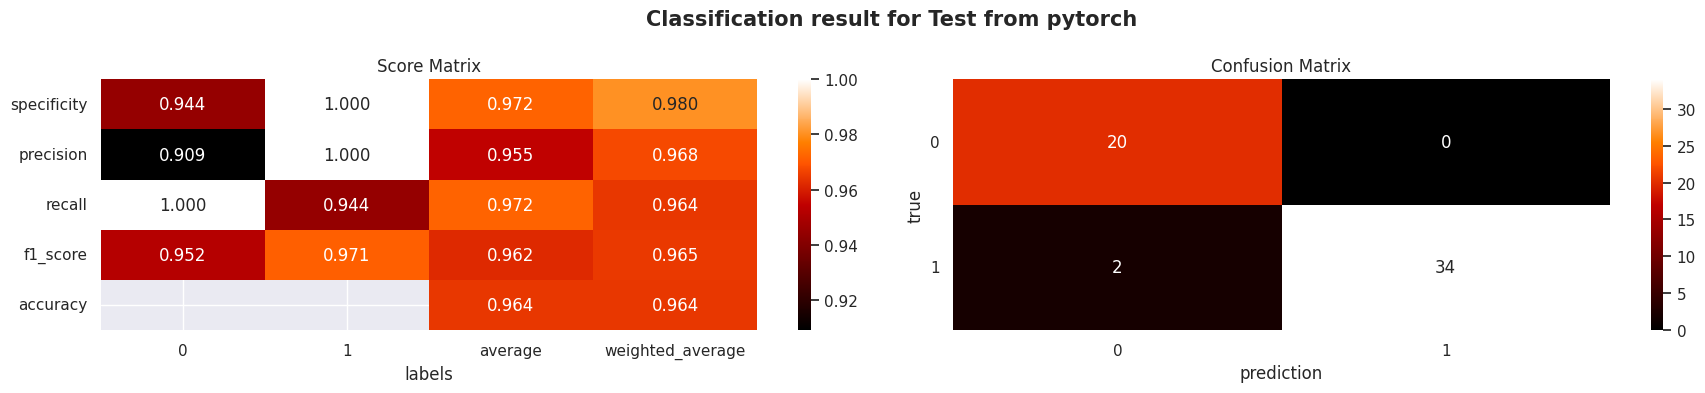 Classification result for Test from pytorch
Score Matrix
specificity 0.944 1.000 0.972 0.980
precision 0.909 1.000 0.955 0.968
recall 1.000 0.944 0.972 0.964
f1_score 0.952 0.971 0.962 0.965
accuracy 0.964 0.964
0 1 average weighted_average
labels
1.00
0.98
0.96
0.94
0.92
Confusion Matrix
true
0 20 0
1 2 34
0 1
prediction
30
25
20
15
10
5
0